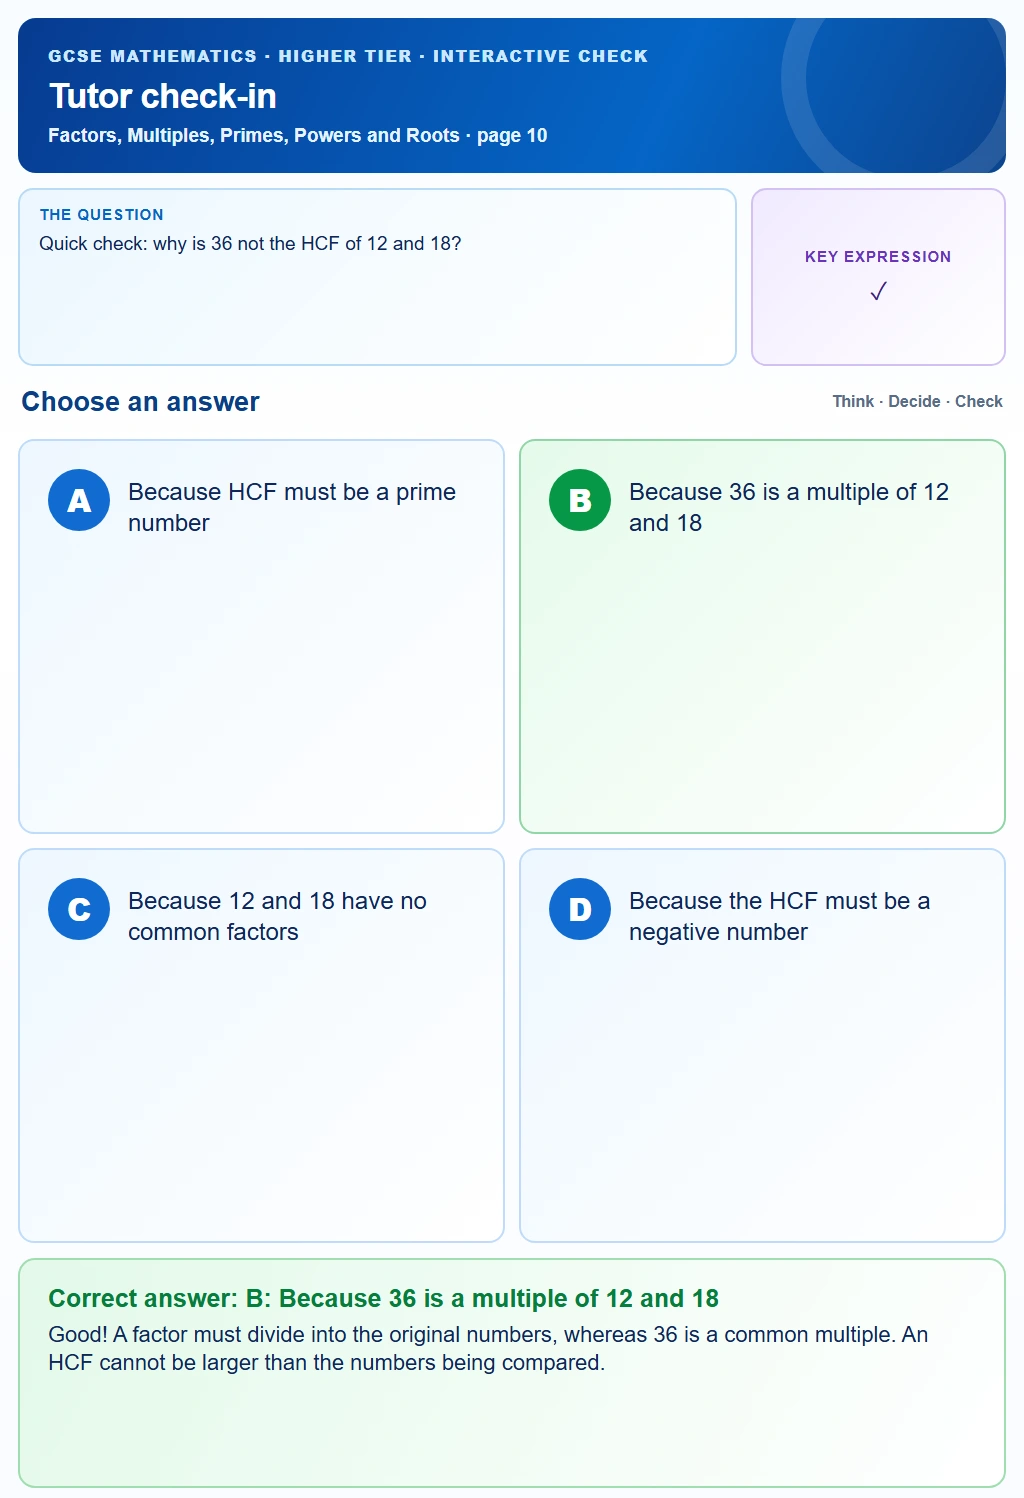 GCSE MATHEMATICS · HIGHER TIER · INTERACTIVE CHECK
Tutor check-in
Factors, Multiples, Primes, Powers and Roots · page 10
THE QUESTION
Quick check: why is 36 not the HCF of 12 and 18?
KEY EXPRESSION
✓
Choose an answer
Think · Decide · Check
A
Because HCF must be a prime
number
B
Because 36 is a multiple of 12
and 18
C
Because 12 and 18 have no
common factors
D
Because the HCF must be a
negative number
Correct answer: B: Because 36 is a multiple of 12 and 18
Good! A factor must divide into the original numbers, whereas 36 is a common multiple. An
HCF cannot be larger than the numbers being compared.